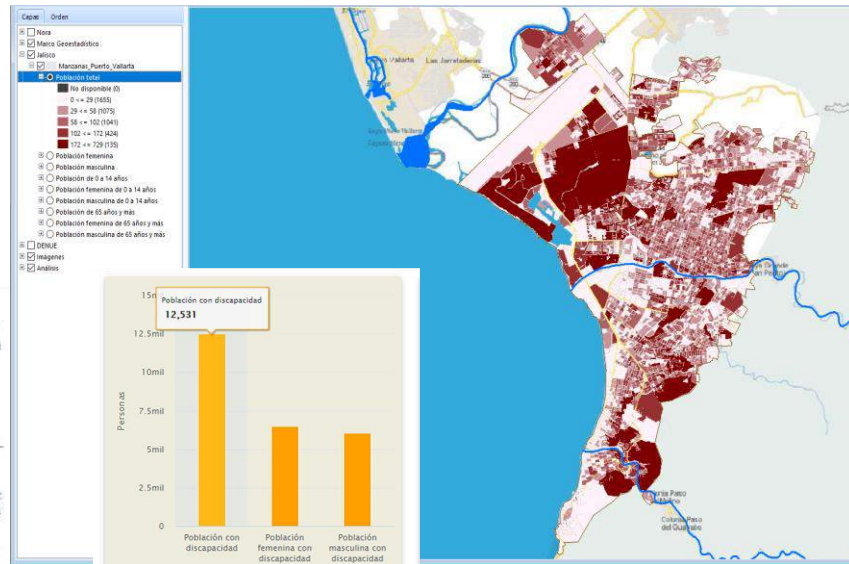 Capas Orden
Nora
Marco Geoestadístico
Jalisco
Manzanas_Puerto_Vallarta
Población total
No disponible (0)
0 <= 29 (1655)
29 <= 58 (1075)
58 <= 102 (1041)
102 <= 172 (424)
172 <= 729 (135)
Población femenina
Población masculina
Población de 0 a 14 años
Población femenina de 0 a 14 años
Población masculina de 0 a 14 años
Población de 65 años y más
Población femenina de 65 años y más
Población masculina de 65 años y más
DENUE
Imágenes
Análisis
Vallarta
Las Jarretaderas
200
Población con discapacidad
12,531
12.5mil
10mil
7.5mil
5mil
2.5mil
0
Personas
Población con
discapacidad
Población
femenina con
discapacidad
Población
masculina con
discapacidad
Colonia Paso